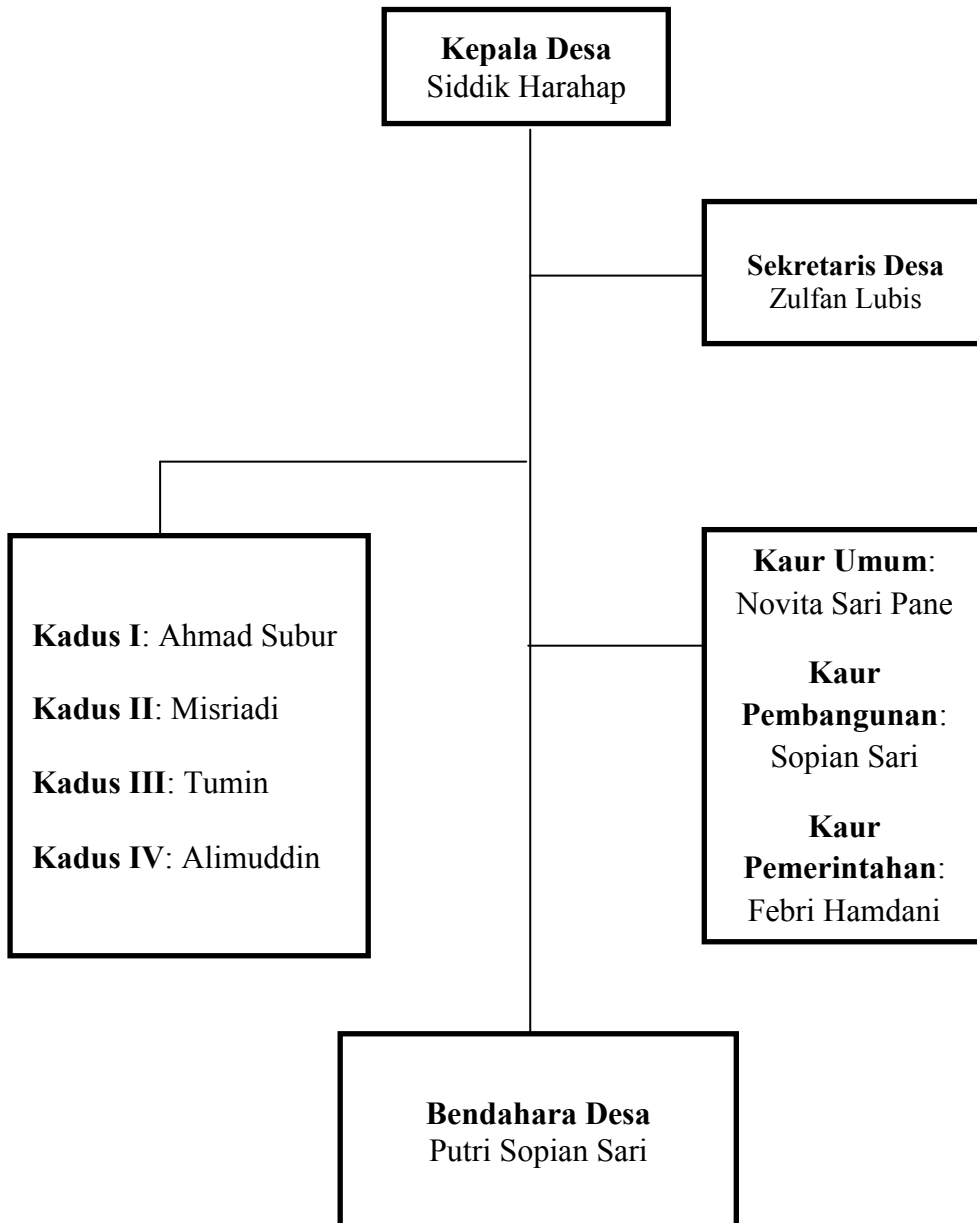 Kepala Desa
Siddik Harahap
Sekretaris Desa
Zulfan Lubis
Kadus I: Ahmad Subur
Kadus II: Misriadi
Kadus III: Tumin
Kadus IV: Alimuddin
Kaur Umum:
Novita Sari Pane
Kaur
Pembangunan:
Sopian Sari
Kaur
Pemerintahan:
Febri Hamdani
Bendahara Desa
Putri Sopian Sari